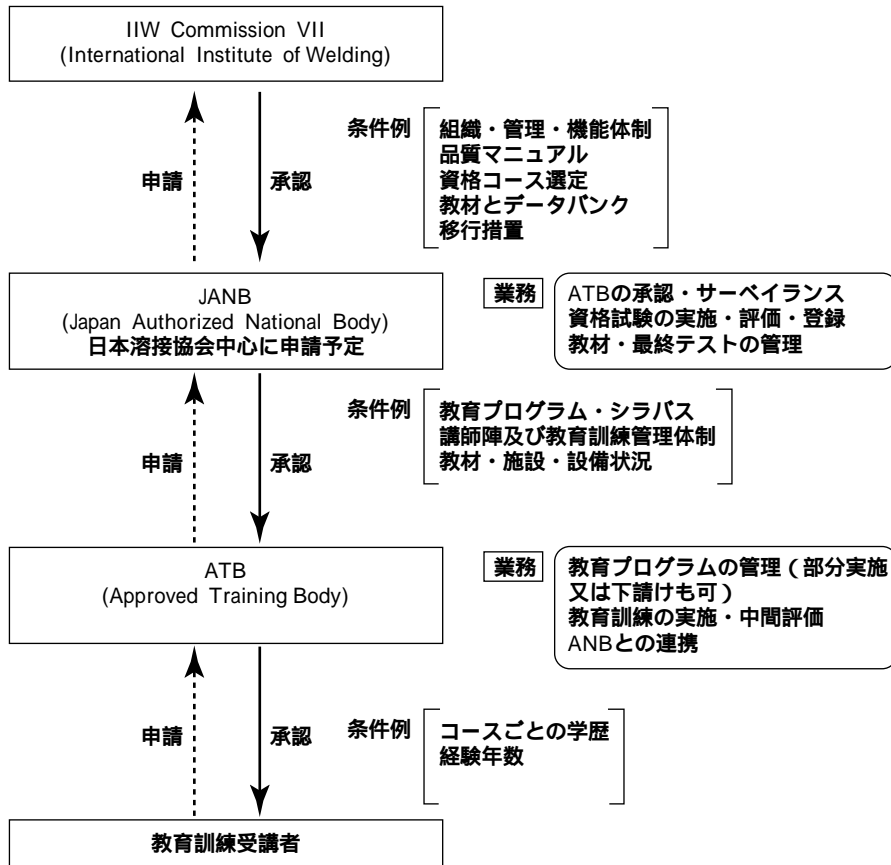 IIW Commission VII
(International Institute of Welding)
条件例
組織・管理・機能体制
品質マニュアル
資格コース選定
教材とデータバンク
移行措置
申請
承認
JANB
(Japan Authorized National Body)
日本溶接協会中心に申請予定
業務
ATBの承認・サーベイランス
資格試験の実施・評価・登録
教材・最終テストの管理
条件例
教育プログラム・シラバス
講師陣及び教育訓練管理体制
教材・施設・設備状況
申請
承認
ATB
(Approved Training Body)
業務
教育プログラムの管理（部分実施
又は下請けも可）
教育訓練の実施・中間評価
ANBとの連携
申請
承認
条件例
コースごとの学歴
経験年数
教育訓練受講者